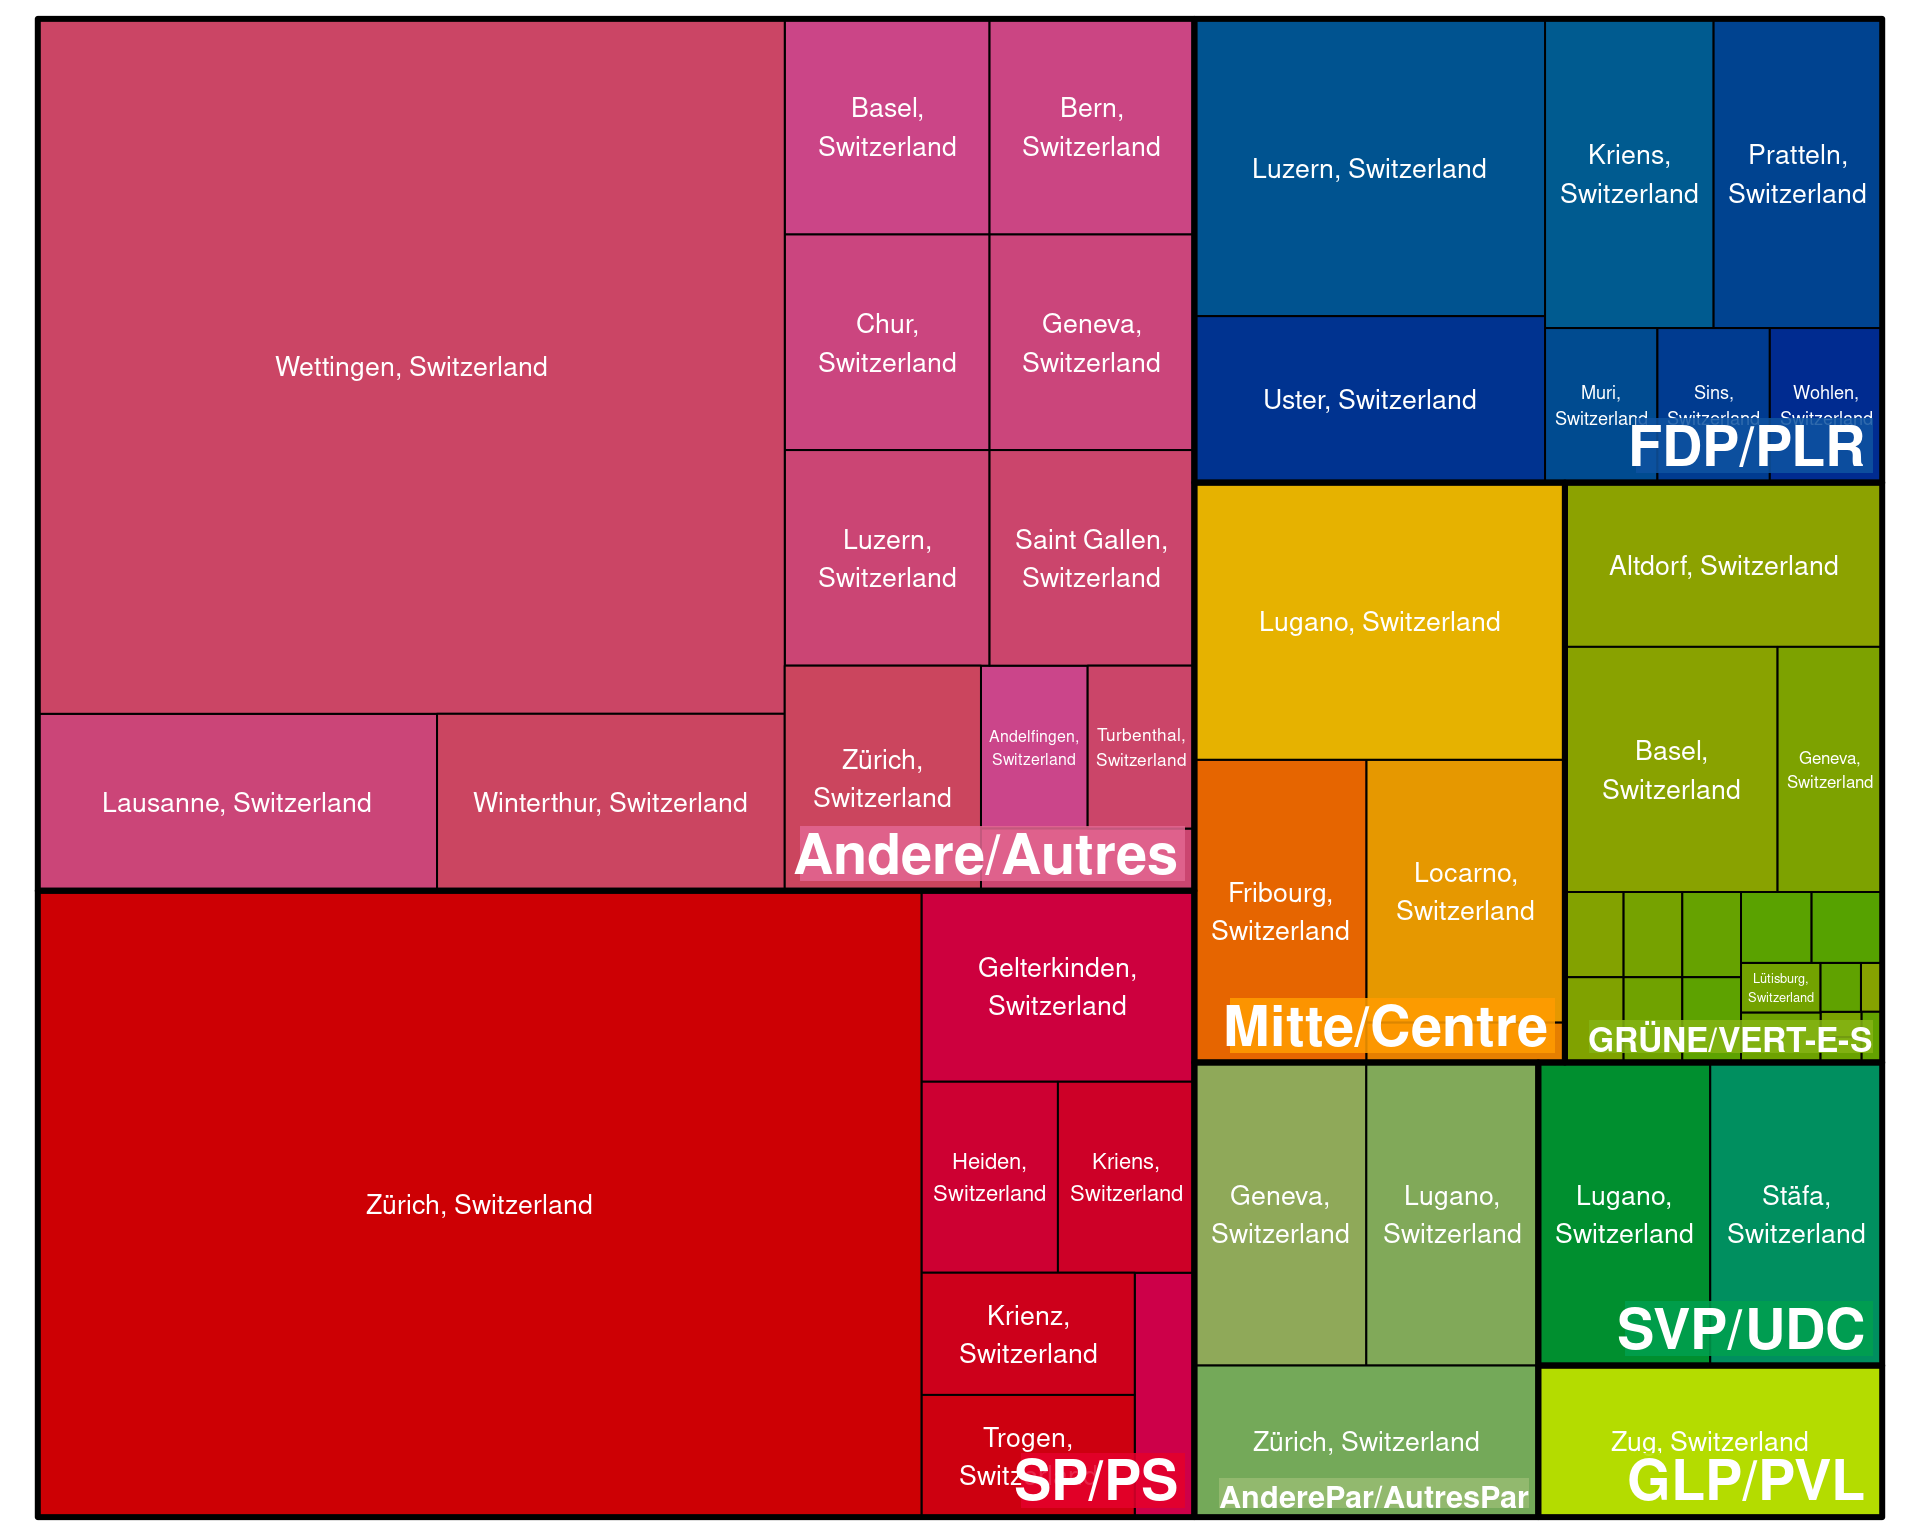 Wettingen, Switzerland
Lausanne, Switzerland
Winterthur, Switzerland
Basel,
Switzerland
Bern,
Switzerland
Chur,
Switzerland
Geneva,
Switzerland
Luzern,
Switzerland
Saint Gallen,
Switzerland
Zürich,
Switzerland
Andelfingen,
Switzerland
Turbenthal,
Switzerland
Andere/Autres
Zürich, Switzerland
Gelterkinden,
Switzerland
Heiden,
Switzerland
Kriens,
Switzerland
Krienz,
Switzerland
Trogen,
Switzerland
SP/PS
Luzern, Switzerland
Uster, Switzerland
Kriens,
Switzerland
Pratteln,
Switzerland
Muri,
Switzerland
Sins,
Switzerland
Wohlen,
Switzerland
FDP/PLR
Lugano, Switzerland
Fribourg,
Switzerland
Locarno,
Switzerland
Mitte/Centre
Altdorf, Switzerland
Basel,
Switzerland
Geneva,
Switzerland
Lütisburg,
Switzerland
GRÜNE/VERT-E-S
Geneva,
Switzerland
Lugano,
Switzerland
Zürich, Switzerland
AnderePar/AutresPar
Lugano,
Switzerland
Stäfa,
Switzerland
SVP/UDC
Zug, Switzerland
GLP/PVL